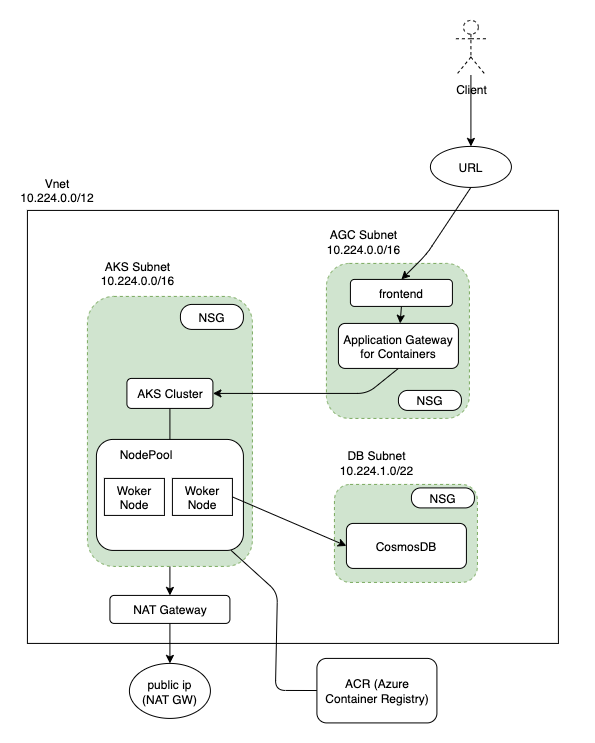 Client
URL
Vnet
10.224.0.0/12
AGC Subnet
10.224.0.0/16
frontend
Application Gateway
for Containers
NSG
AKS Subnet
10.224.0.0/16
NSG
AKS Cluster
NodePool
Woker
Node
Woker
Node
DB Subnet
10.224.1.0/22
NSG
CosmosDB
NAT Gateway
public ip
(NAT GW)
ACR (Azure
Container Registry)